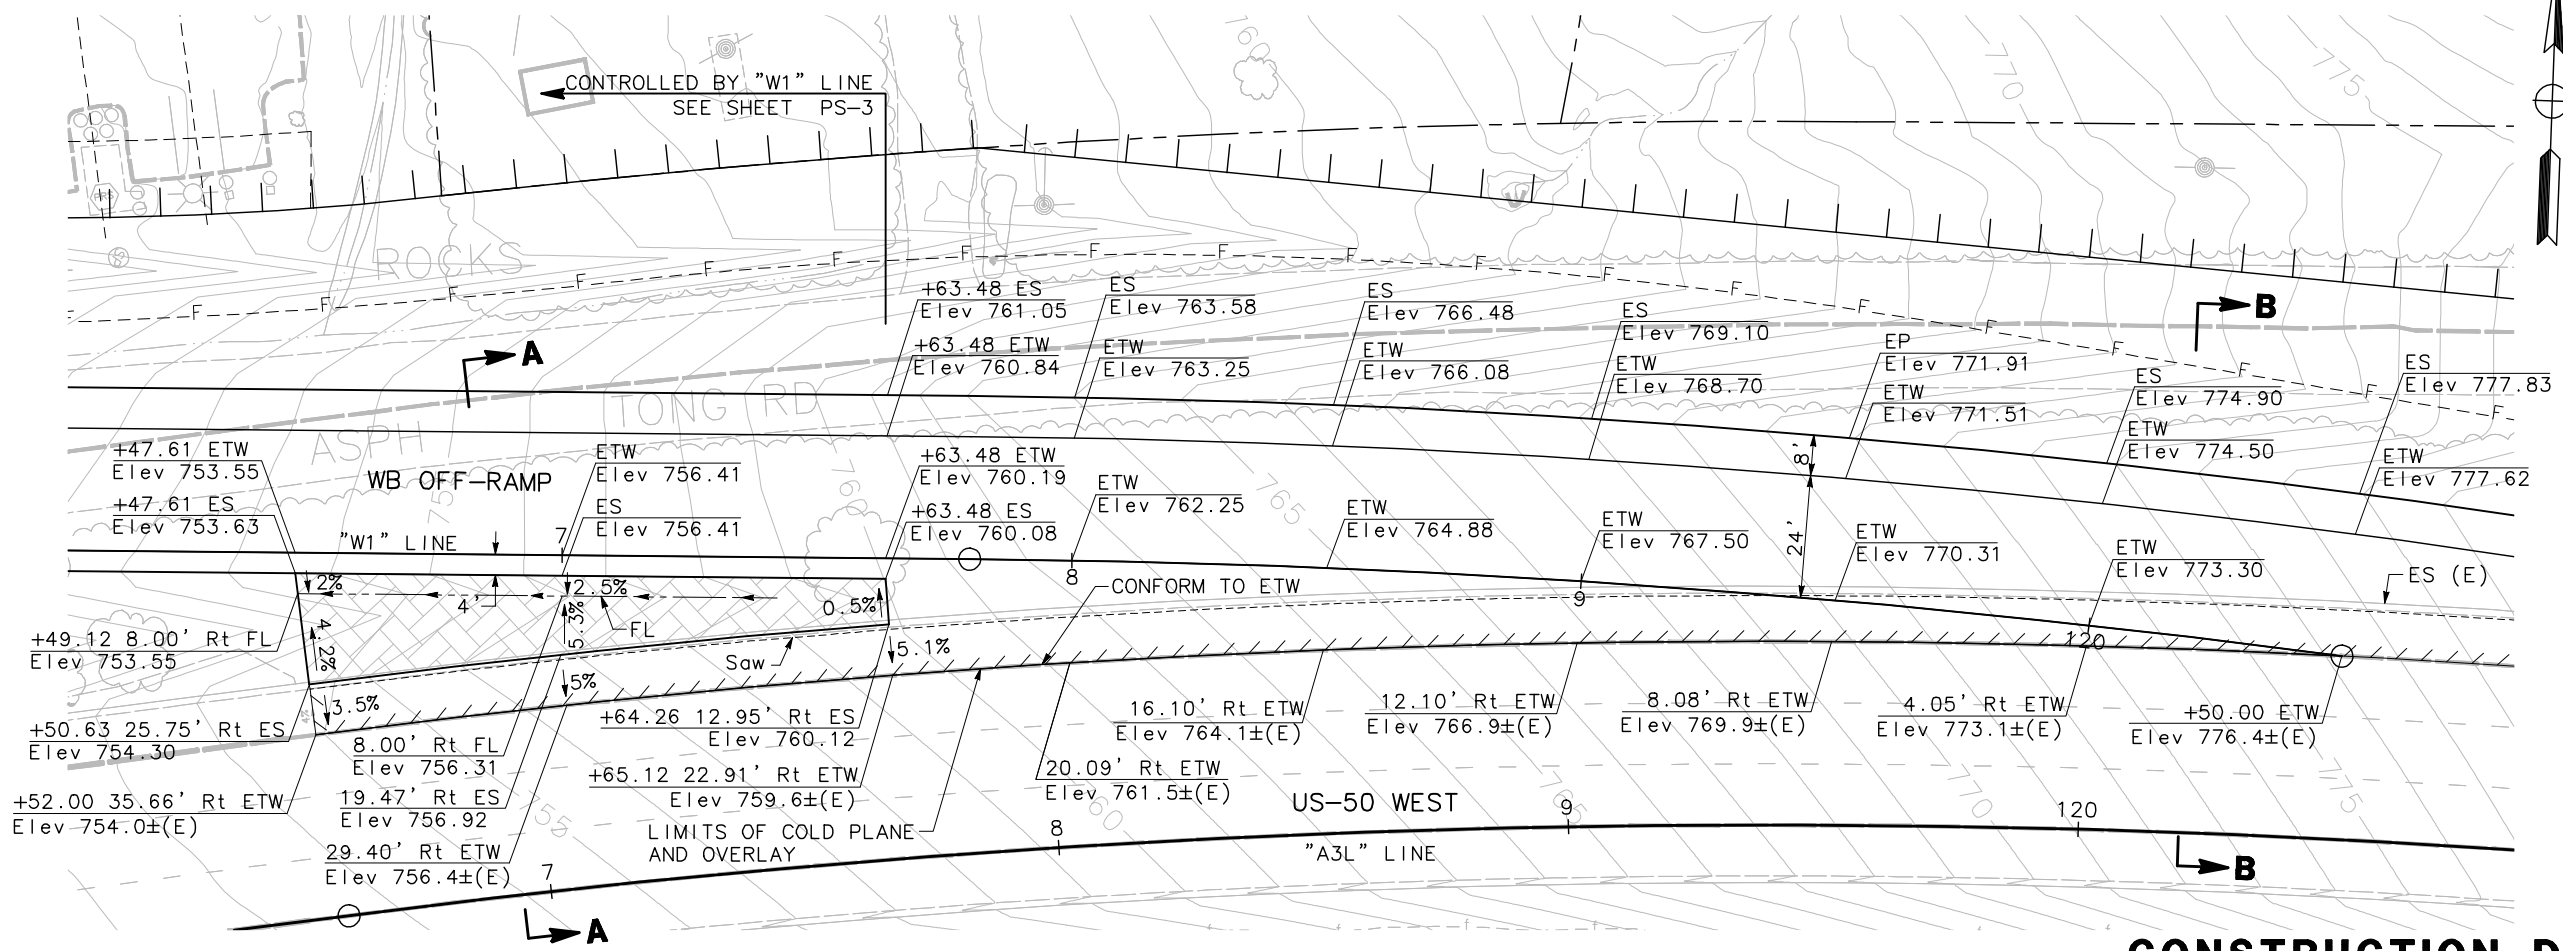 760
770
775
CONTROLLED BY "W1" LINE
SEE SHEET PS-3
HRS
ROCKS
F F F F F F F F F F F F F F F F F F F F
+63.48 ES
Elev 761.05
ES
Elev 763.58
ES
Elev 766.48
ES
Elev 769.10
B
A
+63.48 ETW
Elev 760.84
ETW
Elev 763.25
ETW
Elev 766.08
ETW
Elev 768.70
EP
Elev 771.91
ETW
Elev 771.51
ES
Elev 774.90
ES
Elev 777.83
ETW
Elev 774.50
ETW
Elev 777.62
ASPH TONG RD
+47.61 ETW
Elev 753.55
WB OFF-RAMP
ETW
Elev 756.41
+63.48 ETW
Elev 760.19
8'
+47.61 ES
Elev 753.63
ES
Elev 756.41
+63.48 ES
Elev 760.08
ETW
Elev 762.25
765
ETW
Elev 764.88
ETW
Elev 767.50
24'
ETW
Elev 770.31
ETW
Elev 773.30
"W1" LINE
7
8
9
120
CONFORM TO ETW
ES (E)
2%
4'
2.5%
0.5%
5.3%
FL
4.2%
Saw
5.1%
5%
3.5%
+49.12 8.00' Rt FL
Elev 753.55
+50.63 25.75' Rt ES
Elev 754.30
+52.00 35.66' Rt ETW
Elev 754.0±(E)
8.00' Rt FL
Elev 756.31
19.47' Rt ES
Elev 756.92
29.40' Rt ETW
Elev 756.4±(E)
+64.26 12.95' Rt ES
Elev 760.12
+65.12 22.91' Rt ETW
Elev 759.6±(E)
20.09' Rt ETW
Elev 761.5±(E)
16.10' Rt ETW
Elev 764.1±(E)
12.10' Rt ETW
Elev 766.9±(E)
8.08' Rt ETW
Elev 769.9±(E)
4.05' Rt ETW
Elev 773.1±(E)
+50.00 ETW
Elev 776.4±(E)
LIMITS OF COLD PLANE
AND OVERLAY
755
760
765
770
775
US-50 WEST
7
8
9
120
"A3L" LINE
A
B
CONSTRUCTION D